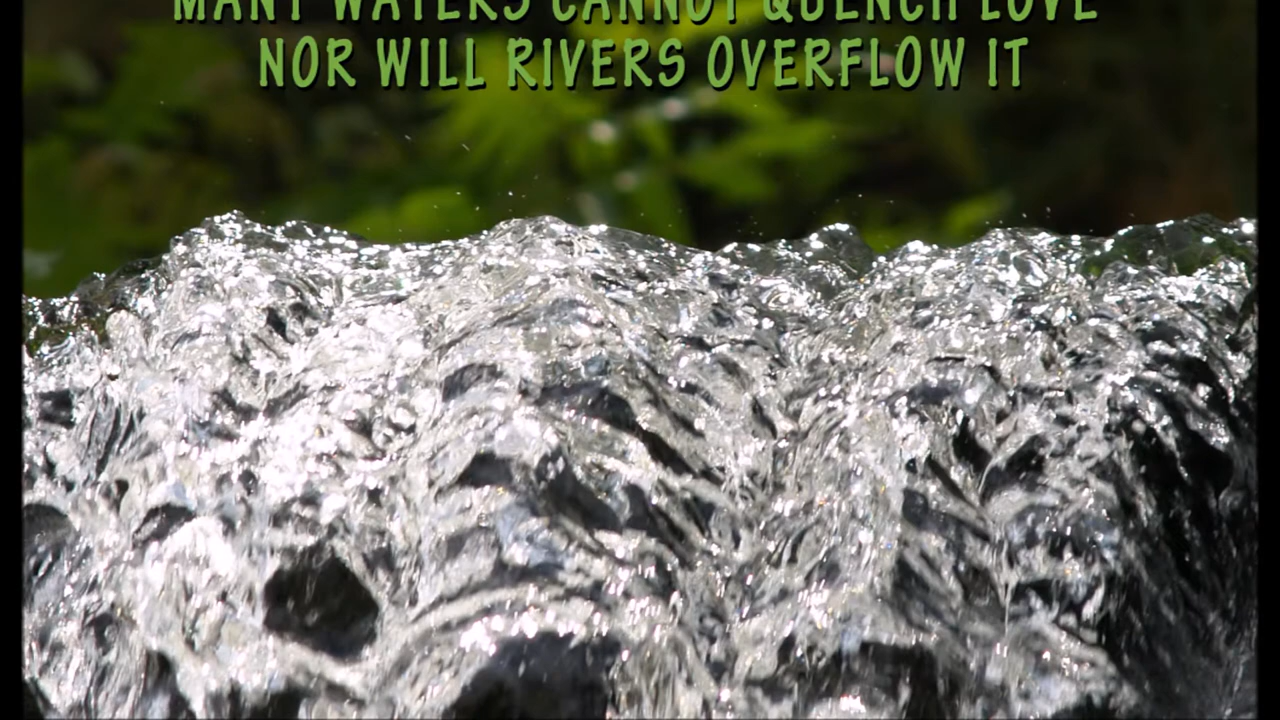 MANY WATERS CANNOT QUENCH LOVE
NOR WILL RIVERS OVERFLOW IT